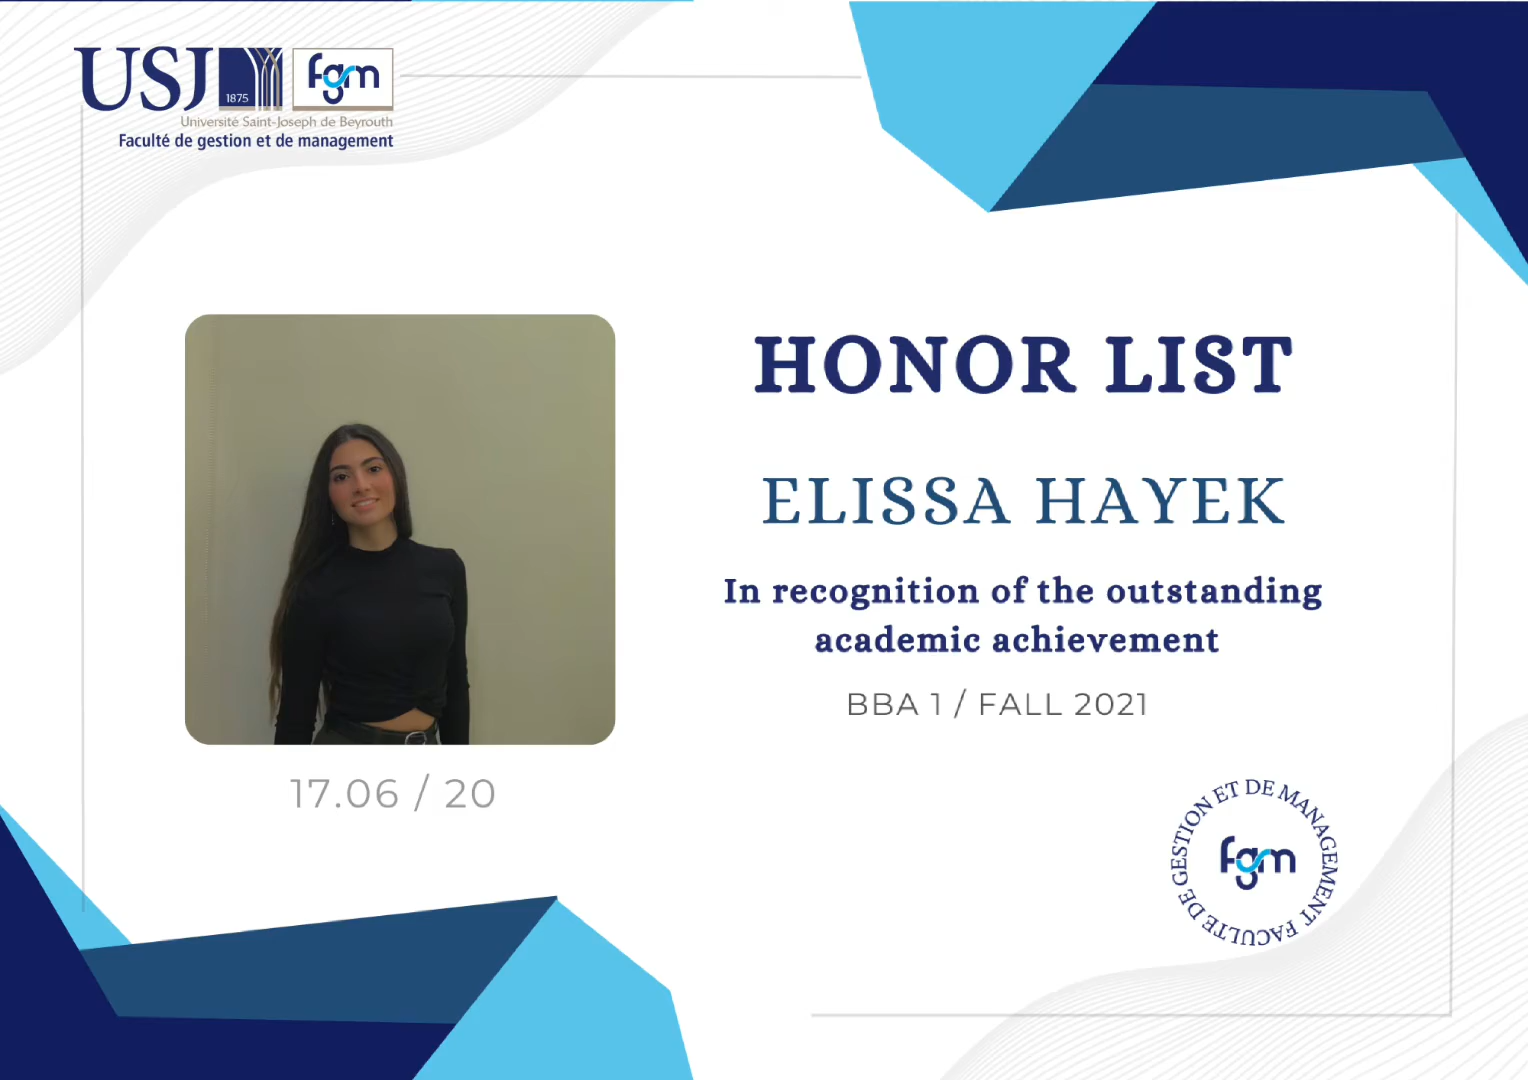 USJ
1875
fgm
Université Saint-Joseph de Beyrouth
Faculté de gestion et de management
HONOR LIST
ELISSA HAYEK
In recognition of the outstanding
academic achievement
BBA 1 / FALL 2021
17.06 / 20
FACULTE DE GESTION ET DE MANAGEMENT
fgm